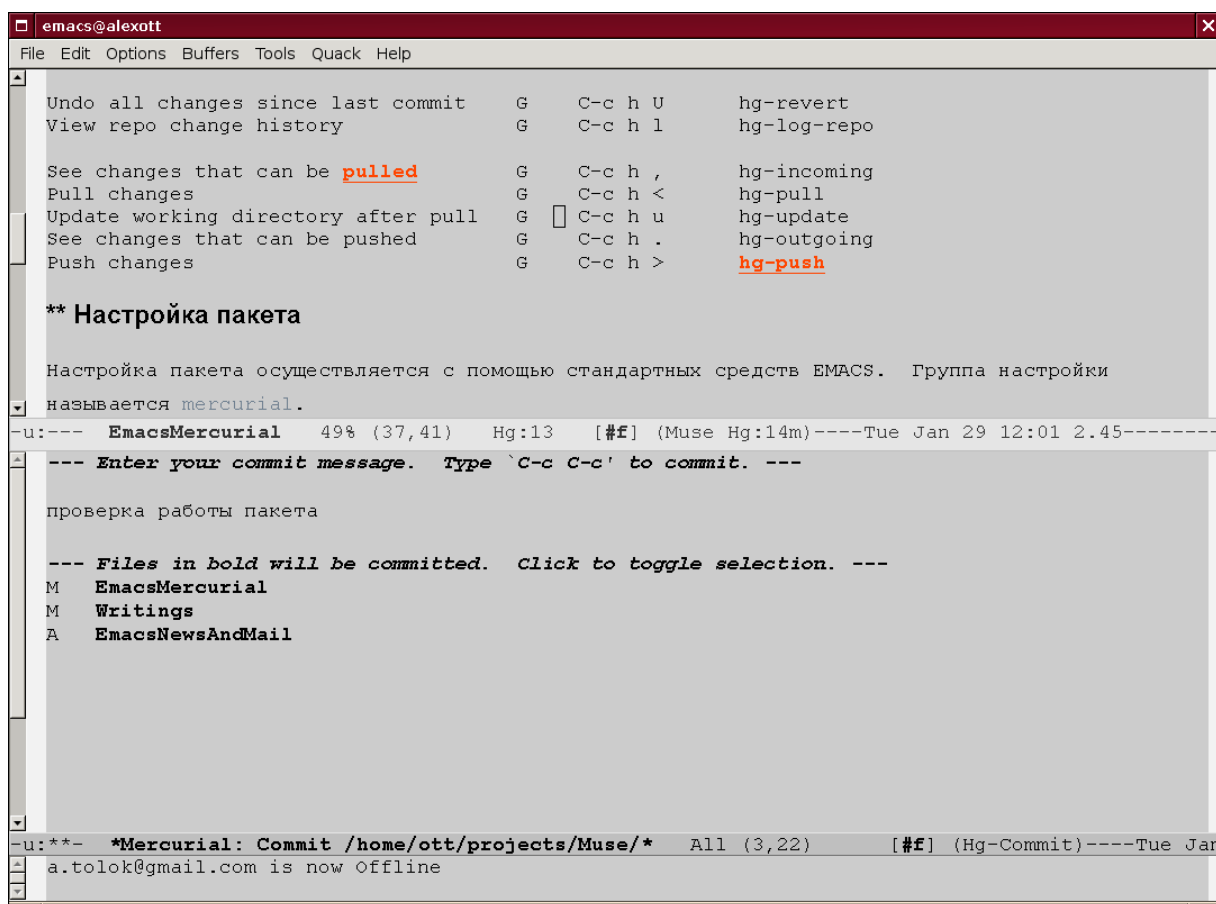 emacs@alexott
File Edit Options Buffers Tools Quack Help
Undo all changes since last commit G C-c h U hg-revert
View repo change history G C-c h l hg-log-repo
See changes that can be pulled G C-c h , hg-incoming
Pull changes G C-c h < hg-pull
Update working directory after pull G C-c h u hg-update
See changes that can be pushed G C-c h . hg-outgoing
Push changes G C-c h > hg-push
** Настройка пакета
Настройка пакета осуществляется с помощью стандартных средств EMACS. Группа настройки
называется mercurial.
-u:--- EmacsMercurial 49% (37,41) Hg:13 [#f] (Muse Hg:14m)----Tue Jan 29 12:01 2.45--------
--- Enter your commit message. Type `C-c C-c' to commit. ---
проверка работы пакета
--- Files in bold will be committed. Click to toggle selection. ---
M EmacsMercurial
M Writings
A EmacsNewsAndMail
-u:**- *Mercurial: Commit /home/ott/projects/Muse/* All (3,22) [#f] (Hg-Commit)----Tue Jan
a.tolok@gmail.com is now Offline